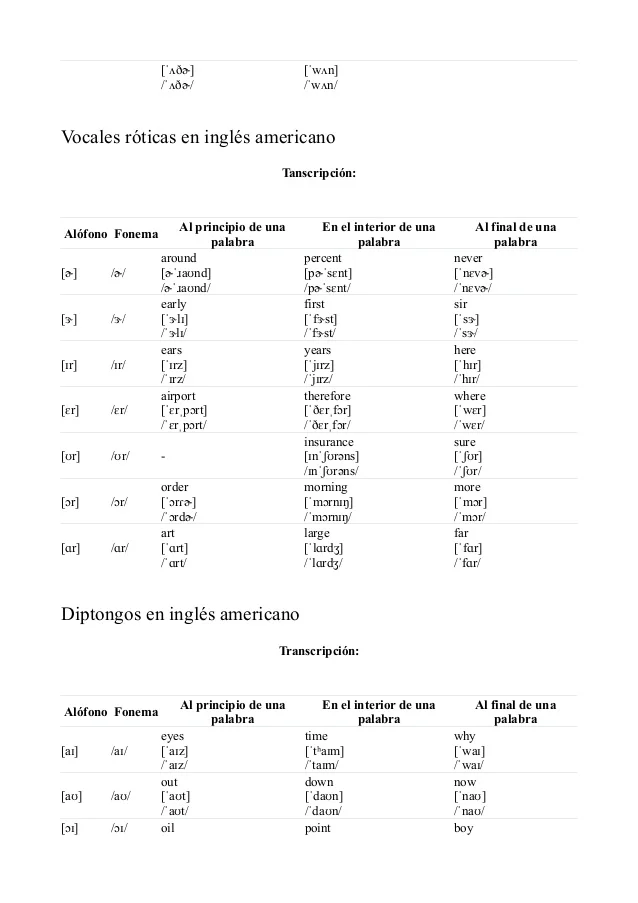 [ˈʌðɚ] [ˈwʌn]
/ˈʌðɚ/ /ˈwʌn/
Vocales róticas en inglés americano
Tanscripción:
Alófono Fonema Al principio de una palabra En el interior de una palabra Al final de una palabra
around percent never
[ɚ] /ɚ/ [ɚˈɹaʊnd] [pɚˈsɛnt] [ˈnɛvɚ]
/ɚˈɹaʊnd/ /pɚˈsɛnt/ /ˈnɛvɚ/
early first sir
[ɝ] /ɝ/ [ˈɝlɪ] [ˈfɝst] [ˈsɝ]
/ˈɝlɪ/ /ˈfɝst/ /ˈsɝ/
ears years here
[ɪr] /ɪr/ [ˈɪrz] [ˈjɪrz] [ˈhɪr]
/ˈɪrz/ /ˈjɪrz/ /ˈhɪr/
airport therefore where
[ɛr] /ɛr/ [ˈɛrˌpɔrt] [ˈðɛrˌfɔr] [ˈwɛr]
/ˈɛrˌpɔrt/ /ˈðɛrˌfɔr/ /ˈwɛr/
insurance sure
[ʊr] /ʊr/ - [ɪnˈʃʊrəns] [ˈʃʊr]
/ɪnˈʃʊrəns/ /ˈʃʊr/
order morning more
[ɔr] /ɔr/ [ˈɔrɾɚ] [ˈmɔrnɪŋ] [ˈmɔr]
/ˈɔrdɚ/ /ˈmɔrnɪŋ/ /ˈmɔr/
art large far
[ɑr] /ɑr/ [ˈɑrt] [ˈlɑrdʒ] [ˈfɑr]
/ˈɑrt/ /ˈlɑrdʒ/ /ˈfɑr/
Diptongos en inglés americano
Transcripción:
Alófono Fonema Al principio de una palabra En el interior de una palabra Al final de una palabra
eyes time why
[aɪ] /aɪ/ [ˈaɪz] [ˈtʰaɪm] [ˈwaɪ]
/ˈaɪz/ /ˈtaɪm/ /ˈwaɪ/
out down now
[aʊ] /aʊ/ [ˈaʊt] [ˈdaʊn] [ˈnaʊ]
/ˈaʊt/ /ˈdaʊn/ /ˈnaʊ/
[ɔɪ] /ɔɪ/ oil point boy